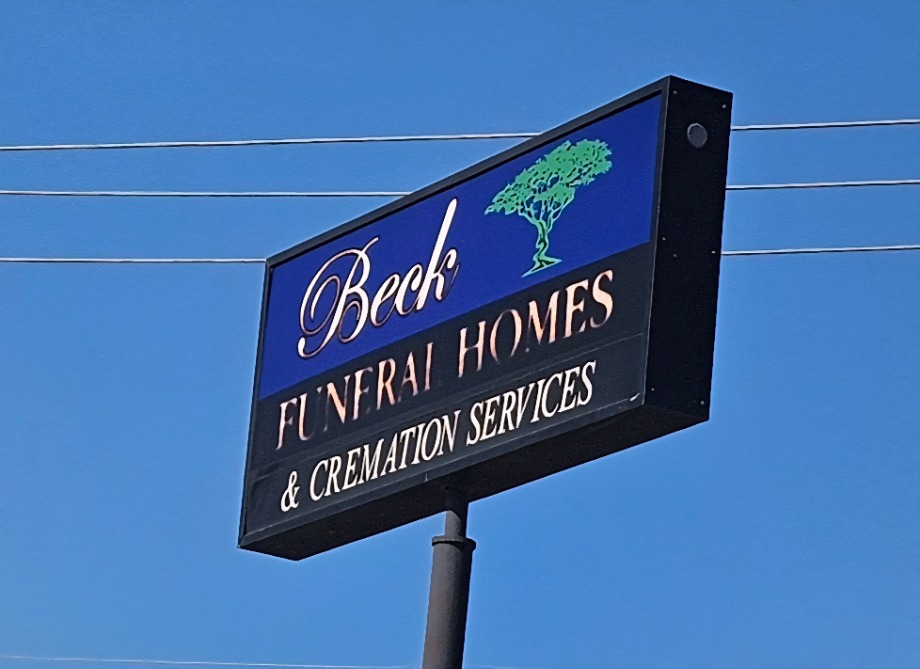 Beck
FUNERAL HOMES
& CREMATION SERVICES